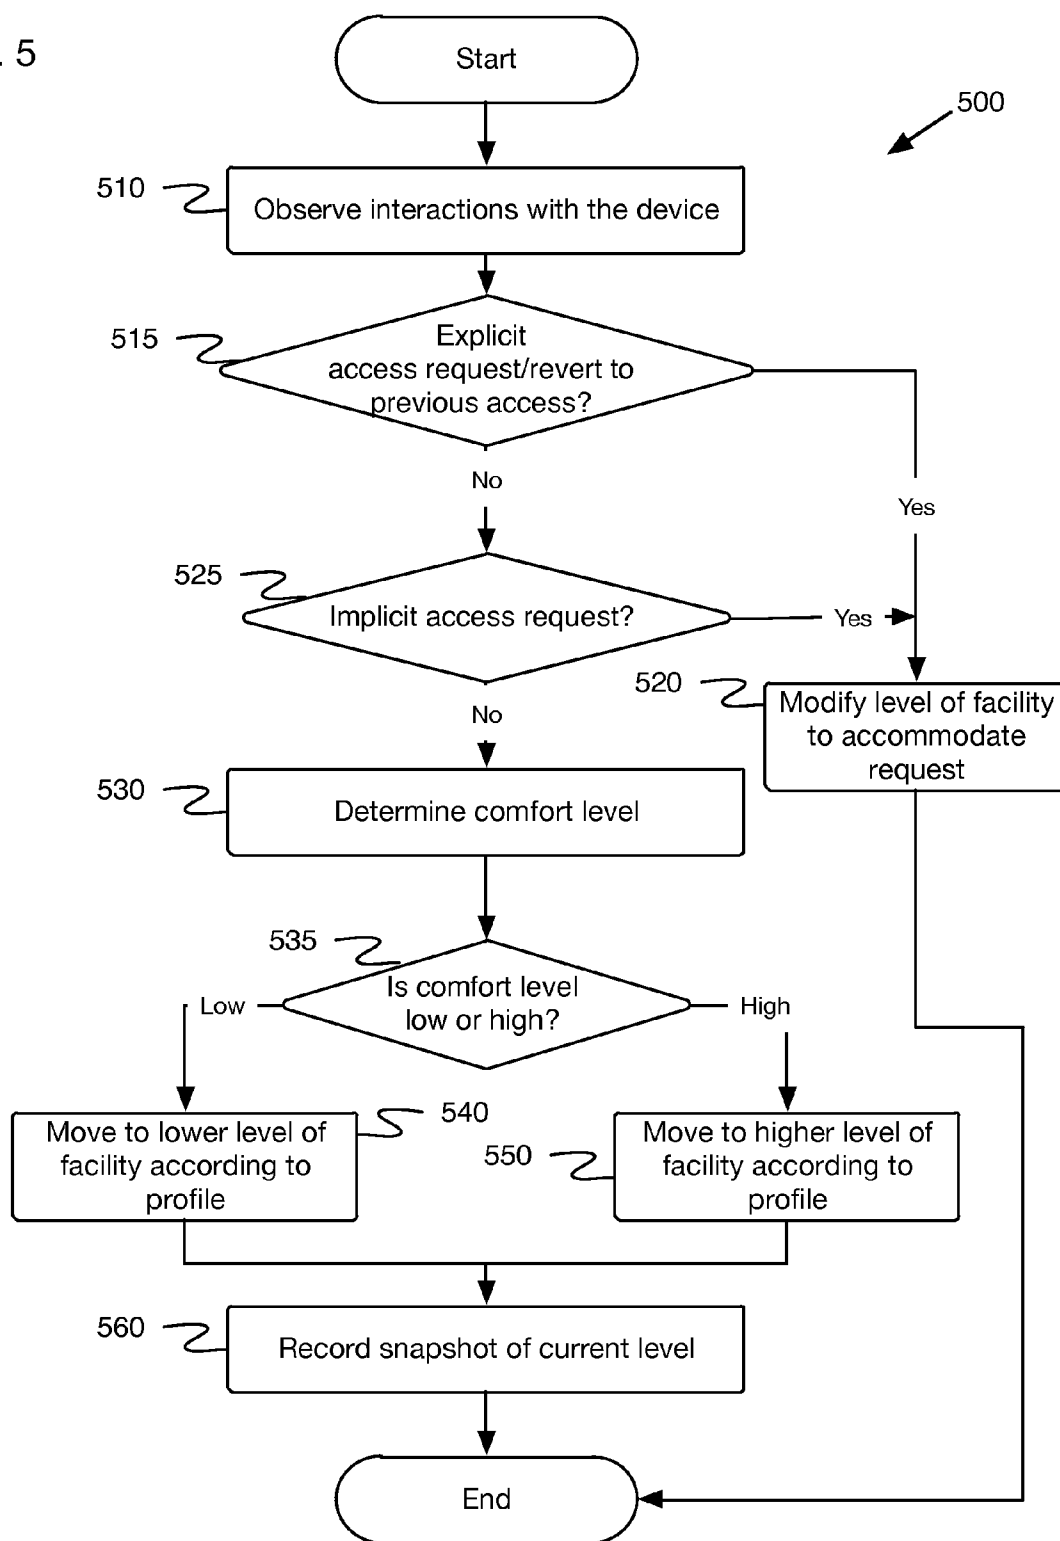 . 5
Start
500
510
Observe interactions with the device
515
Explicit
access request/revert to
previous access?
No
Yes
525
Implicit access request?
Yes
No
520
Modify level of facility
to accommodate
request
530
Determine comfort level
535
Is comfort level
low or high?
Low
High
540
Move to lower level of
facility according to
profile
550
Move to higher level of
facility according to
profile
560
Record snapshot of current level
End